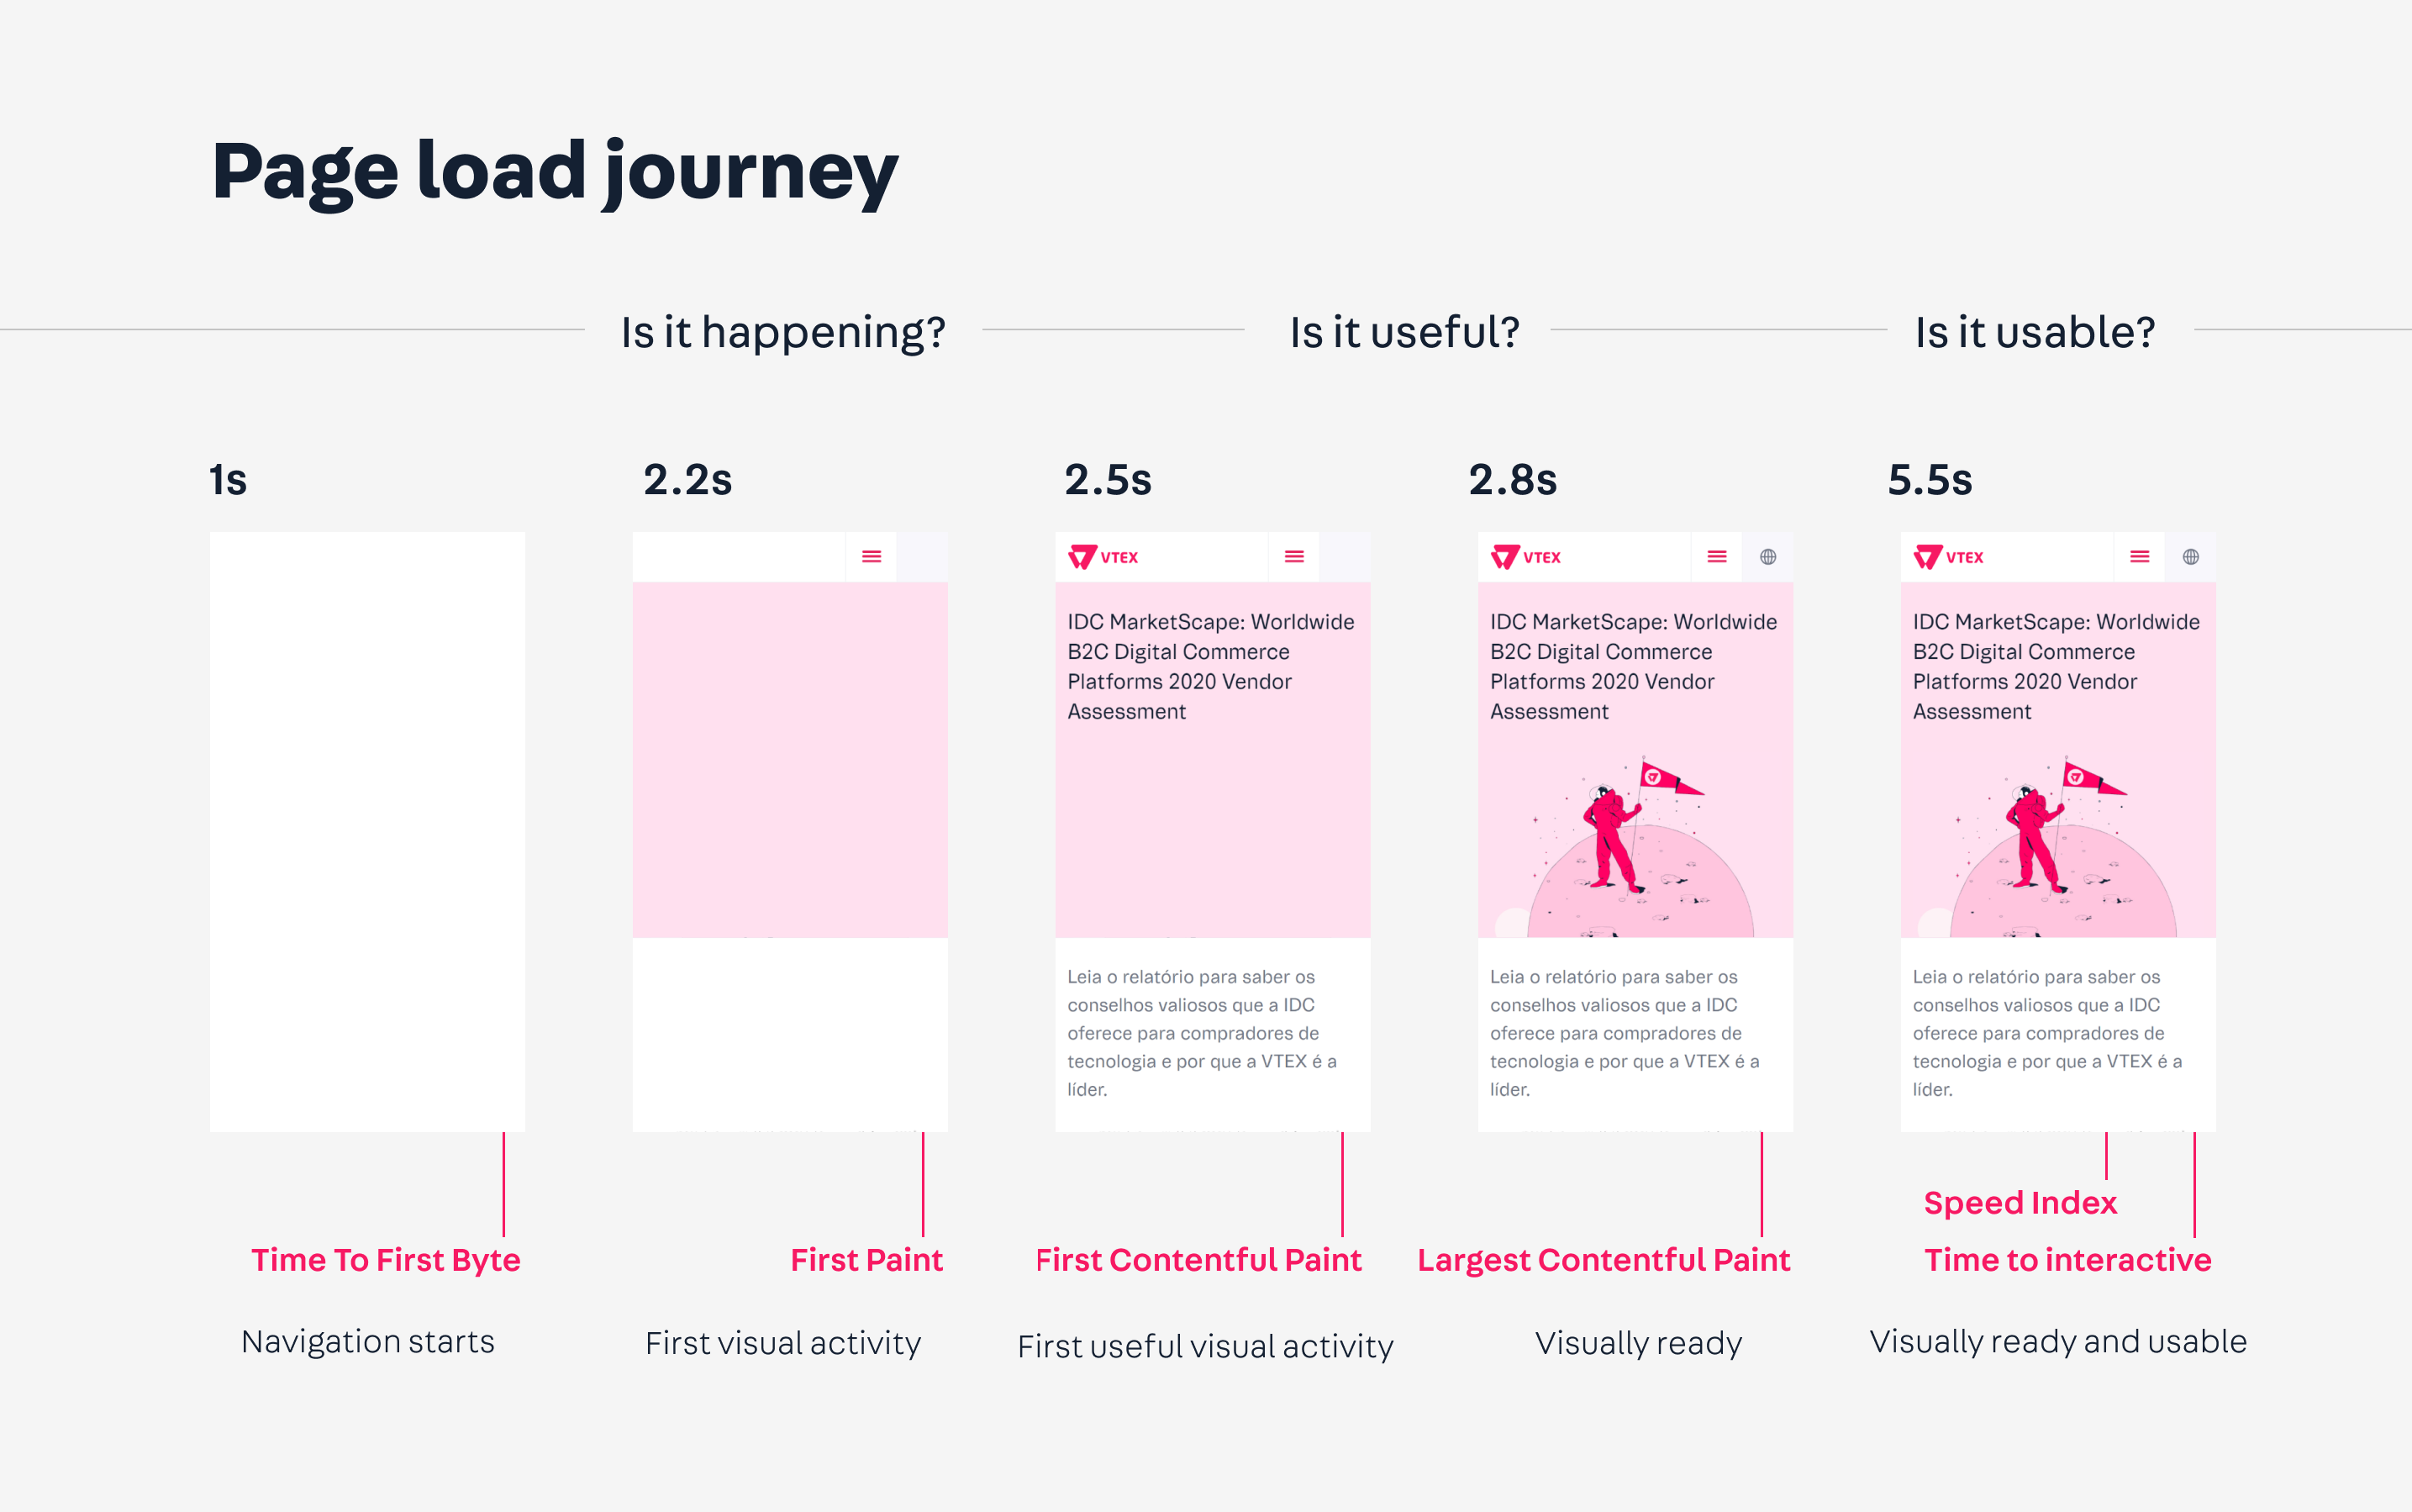 Page load journey
Is it happening?
Is it useful?
Is it usable?
1s
2.2s
2.5s
2.8s
5.5s
VTEX
IDC MarketScape: Worldwide
B2C Digital Commerce
Platforms 2020 Vendor
Assessment
Leia o relatório para saber os
conselhos valiosos que a IDC
oferece para compradores de
tecnologia e por que a VTEX é a
líder.
VTEX
IDC MarketScape: Worldwide
B2C Digital Commerce
Platforms 2020 Vendor
Assessment
Leia o relatório para saber os
conselhos valiosos que a IDC
oferece para compradores de
tecnologia e por que a VTEX é a
líder.
VTEX
IDC MarketScape: Worldwide
B2C Digital Commerce
Platforms 2020 Vendor
Assessment
Leia o relatório para saber os
conselhos valiosos que a IDC
oferece para compradores de
tecnologia e por que a VTEX é a
líder.
Speed Index
Time To First Byte
First Paint
First Contentful Paint
Largest Contentful Paint
Time to interactive
Navigation starts
First visual activity
First useful visual activity
Visually ready
Visually ready and usable